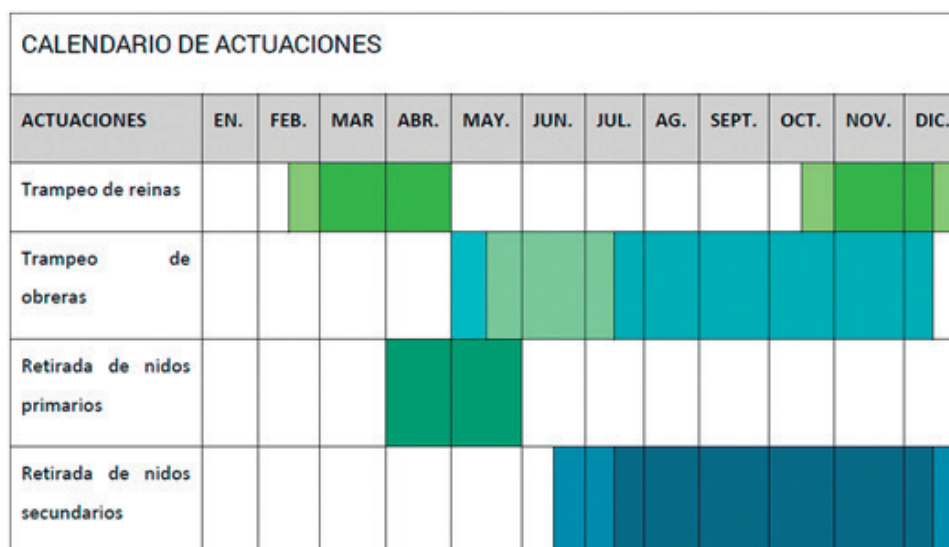 CALENDARIO DE ACTUACIONES
ACTUACIONES EN. FEB. MAR ABR. MAY. JUN. JUL. AG. SEPT. OCT. NOV. DIC.
Trampeo de reinas
Trampeo de
obreras
Retirada de nidos
primarios
Retirada de nidos
secundarios